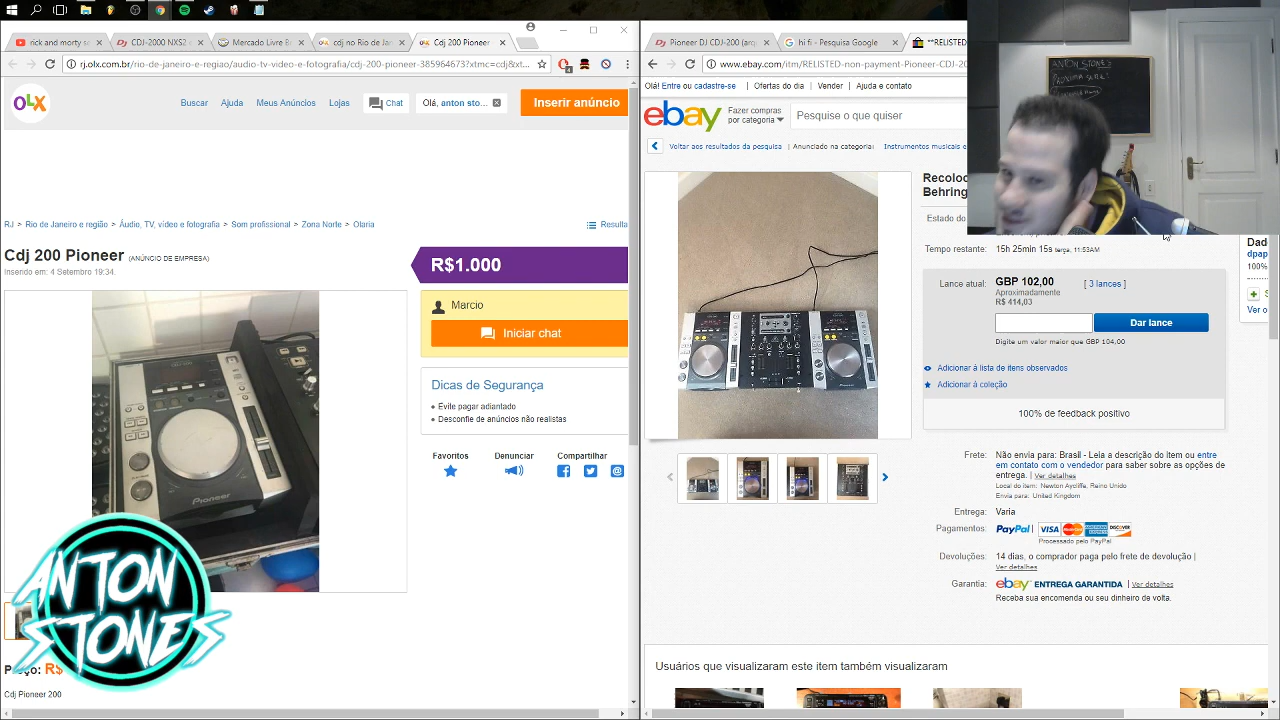 rick and morty
CDJ-2000 NXS2
Mercado Livre B
cdj no Rio de Jan
Cdj 200 Pioneer
rj.olx.com.br/rio-de-janeiro-e-regiao/audio-tv-video-e-fotografia/cdj-200-pioneer-385964673?xtmc=cdj&xt...
OLX
Buscar
Ajuda
Meus Anúncios
Lojas
Chat
Olá, anton sto...
Inserir anúncio
RJ > Rio de Janeiro e região > Áudio, TV, vídeo e fotografia > Som profissional > Zona Norte > Olaria
Resulta
Cdj 200 Pioneer (ANÚNCIO DE EMPRESA)
Inserido em: 4 Setembro 19:34.
R$1.000
Marcio
Iniciar chat
Dicas de Segurança
• Evite pagar adiantado
• Desconfie de anúncios não realistas
Favoritos
Denunciar
Compartilhar
Pioneer
ANTON
STONES
Preço: R$
Cdj Pioneer 200
Pioneer DJ CDJ-200 (arq
hi fi - Pesquisa Google
**RELISTED
www.ebay.com/itm/RELISTED-non-payment-Pioneer-CDJ-20
Olá! Entre ou cadastre-se
Ofertas do dia
Vender
Ajuda e contato
ebay
Fazer compras
por categoria
Pesquise o que quiser
Voltar aos resultados da pesquisa
Anunciado na categoria:
Instrumentos musicais e
ANTON STONES
Recoloc
Behring
Estado do
Tempo restante:
15h 25min 15s terça, 11:53AM
Lance atual:
GBP 102,00
[ 3 lances ]
Aproximadamente
R$ 414,03
Dar lance
Digite um valor maior que GBP 104,00
Adicionar à lista de itens observados
Adicionar à coleção
100% de feedback positivo
Dad
dpap
100%
Ver o
Frete:
Não envia para: Brasil - Leia a descrição do item ou entre
em contato com o vendedor para saber sobre as opções de
entrega. | Ver detalhes
Local do item: Newton Aycliffe, Reino Unido
Envia para: United Kingdom
Entrega:
Varia
Pagamentos:
PayPal
VISA
MasterCard
AMERICAN EXPRESS
DISCOVER
Processado pelo PayPal
Devoluções:
14 dias, o comprador paga pelo frete de devolução |
Ver detalhes
Garantia:
ebay ENTREGA GARANTIDA | Ver detalhes
Receba sua encomenda ou seu dinheiro de volta.
Usuários que visualizaram este item também visualizaram